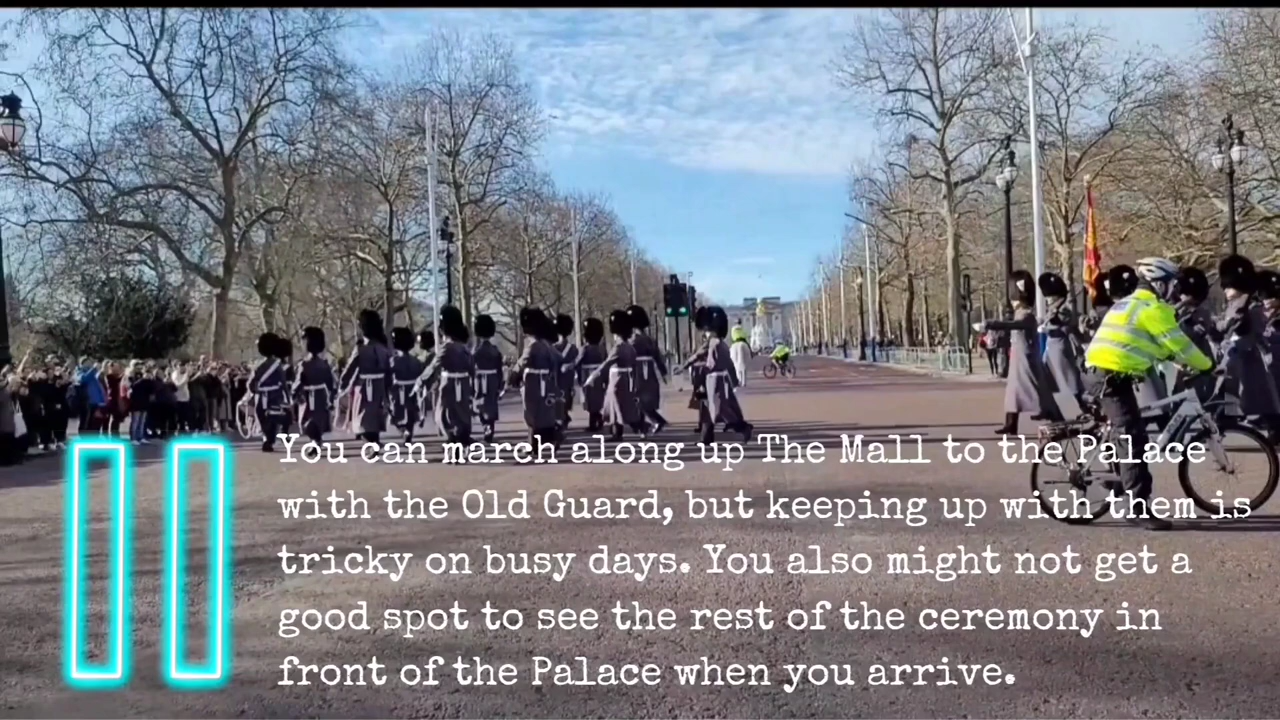 You can march along up The Mall to the Palace
with the Old Guard, but keeping up with them is
tricky on busy days. You also might not get a
good spot to see the rest of the ceremony in
front of the Palace when you arrive.